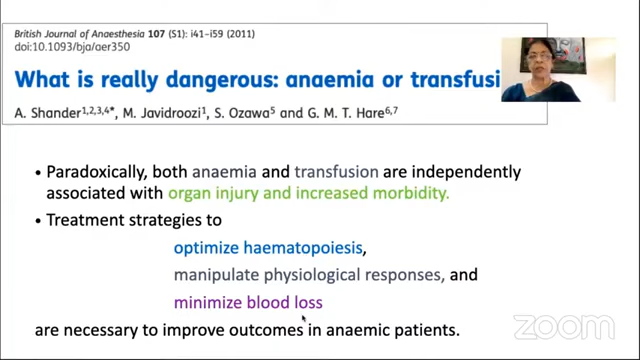 British Journal of Anaesthesia 107 (S1): i41–i59 (2011)
doi:10.1093/bja/aer350
What is really dangerous: anaemia or
A. Shander1,2,3,4*, M. Javidroozi1, S. Ozawa5 and G. M. T. Hare6,7
• Paradoxically, both anaemia and transfusion are independently
associated with organ injury and increased morbidity.
• Treatment strategies to
optimize haematopoiesis,
manipulate physiological responses, and
minimize blood loss
are necessary to improve outcomes in anaemic patients.
zoom